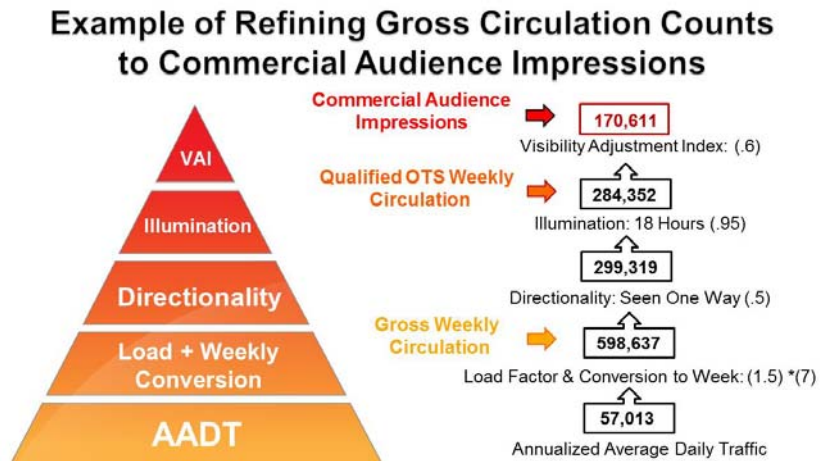 Example of Refining Gross Circulation Counts
to Commercial Audience Impressions
VAI
Illumination
Directionality
Load + Weekly
Conversion
AADT
Commercial Audience
Impressions
170,611
Visibility Adjustment Index: (.6)
Qualified OTS Weekly
Circulation
284,352
Illumination: 18 Hours (.95)
299,319
Directionality: Seen One Way (.5)
Gross Weekly
Circulation
598,637
Load Factor & Conversion to Week: (1.5) *(7)
57,013
Annualized Average Daily Traffic